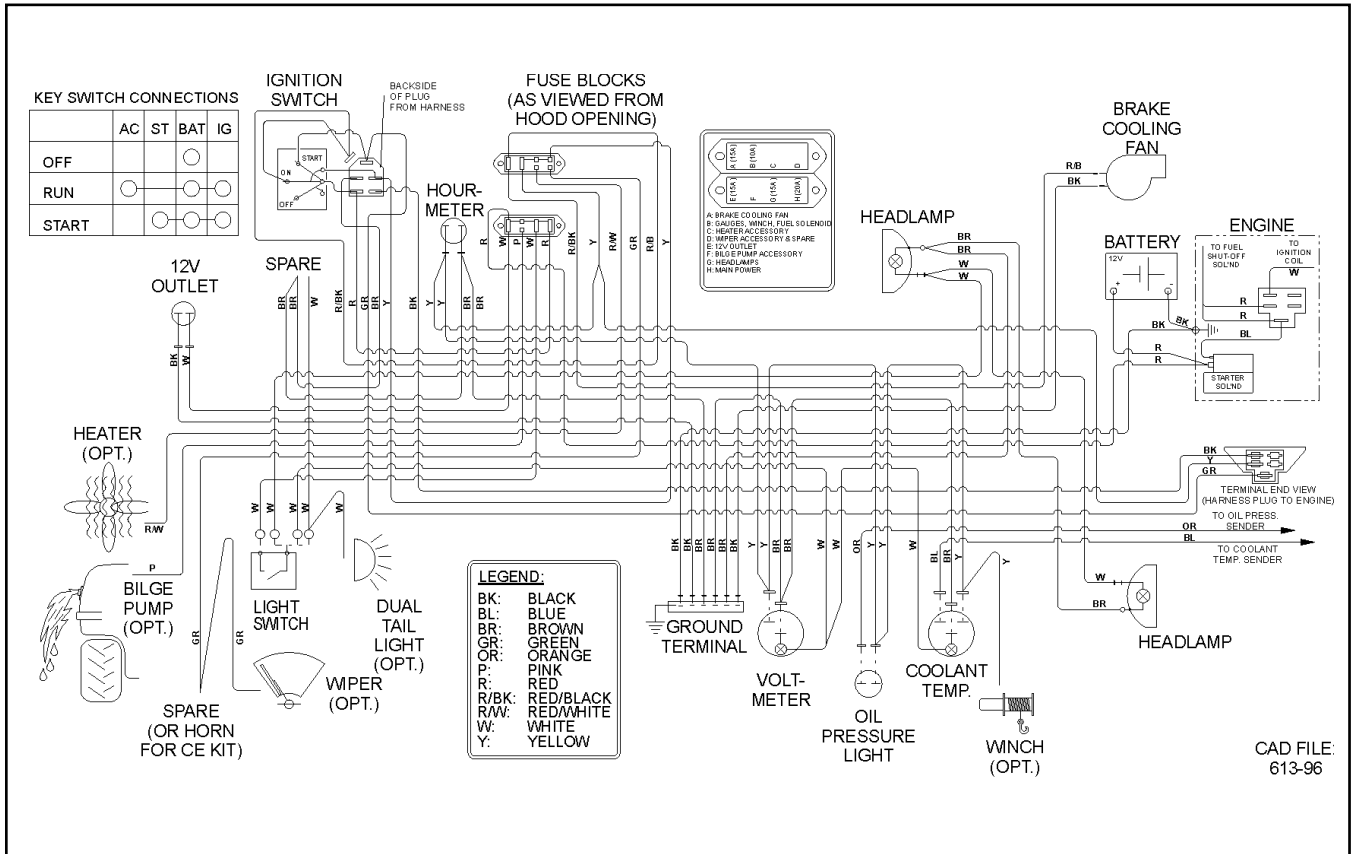 KEY SWITCH CONNECTIONS
AC ST BAT IG
OFF
RUN
START
IGNITION
SWITCH
BACKSIDE
OF PLUG
FROM HARNESS
START
ON
OFF
FUSE BLOCKS
(AS VIEWED FROM
HOOD OPENING)
HOUR-
METER
A (15A)
B (10A)
C
D
E (15A)
F
G (15A)
H (20A)
A: BRAKE COOLING FAN
B: GAUGES, WINCH, FUEL SOLENOID
C: HEATER ACCESSORY
D: WIPER ACCESSORY & SPARE
E: 12V OUTLET
F: BILGE PUMP ACCESSORY
G: HEADLAMPS
H: MAIN POWER
BRAKE
COOLING
FAN
R/B
BK
HEADLAMP
BR
BR
W
W
BATTERY
12V
+
-
BK
BK
R
R
ENGINE
TO FUEL
SHUT-OFF
SOL'ND
TO
IGNITION
COIL
W
R
R
BL
STARTER
SOL'ND
12V
OUTLET
BK
W
SPARE
BR
BR
W
R/BK
R
GR
BR
Y
BK
Y
Y
BR
BR
R
W
P
W
R
R/BK
Y
R/W
GR
R/B
Y
HEATER
(OPT.)
R/W
P
BILGE
PUMP
(OPT.)
GR
GR
SPARE
(OR HORN
FOR CE KIT)
W
W
W
W
W
LIGHT
SWITCH
DUAL
TAIL
LIGHT
(OPT.)
WIPER
(OPT.)
LEGEND:
BK: BLACK
BL: BLUE
BR: BROWN
GR: GREEN
OR: ORANGE
P: PINK
R: RED
R/BK: RED/BLACK
R/W: RED/WHITE
W: WHITE
Y: YELLOW
BK
BK
BR
BR
BR
BK
GROUND
TERMINAL
Y
Y
BR
BR
W
W
VOLT-
METER
OR
Y
Y
OIL
PRESSURE
LIGHT
W
BL
BR
Y
Y
COOLANT
TEMP.
WINCH
(OPT.)
BK
Y
GR
TERMINAL END VIEW
(HARNESS PLUG TO ENGINE)
TO OIL PRESS.
SENDER
OR
BL
TO COOLANT
TEMP. SENDER
W
BR
HEADLAMP
CAD FILE:
613-96